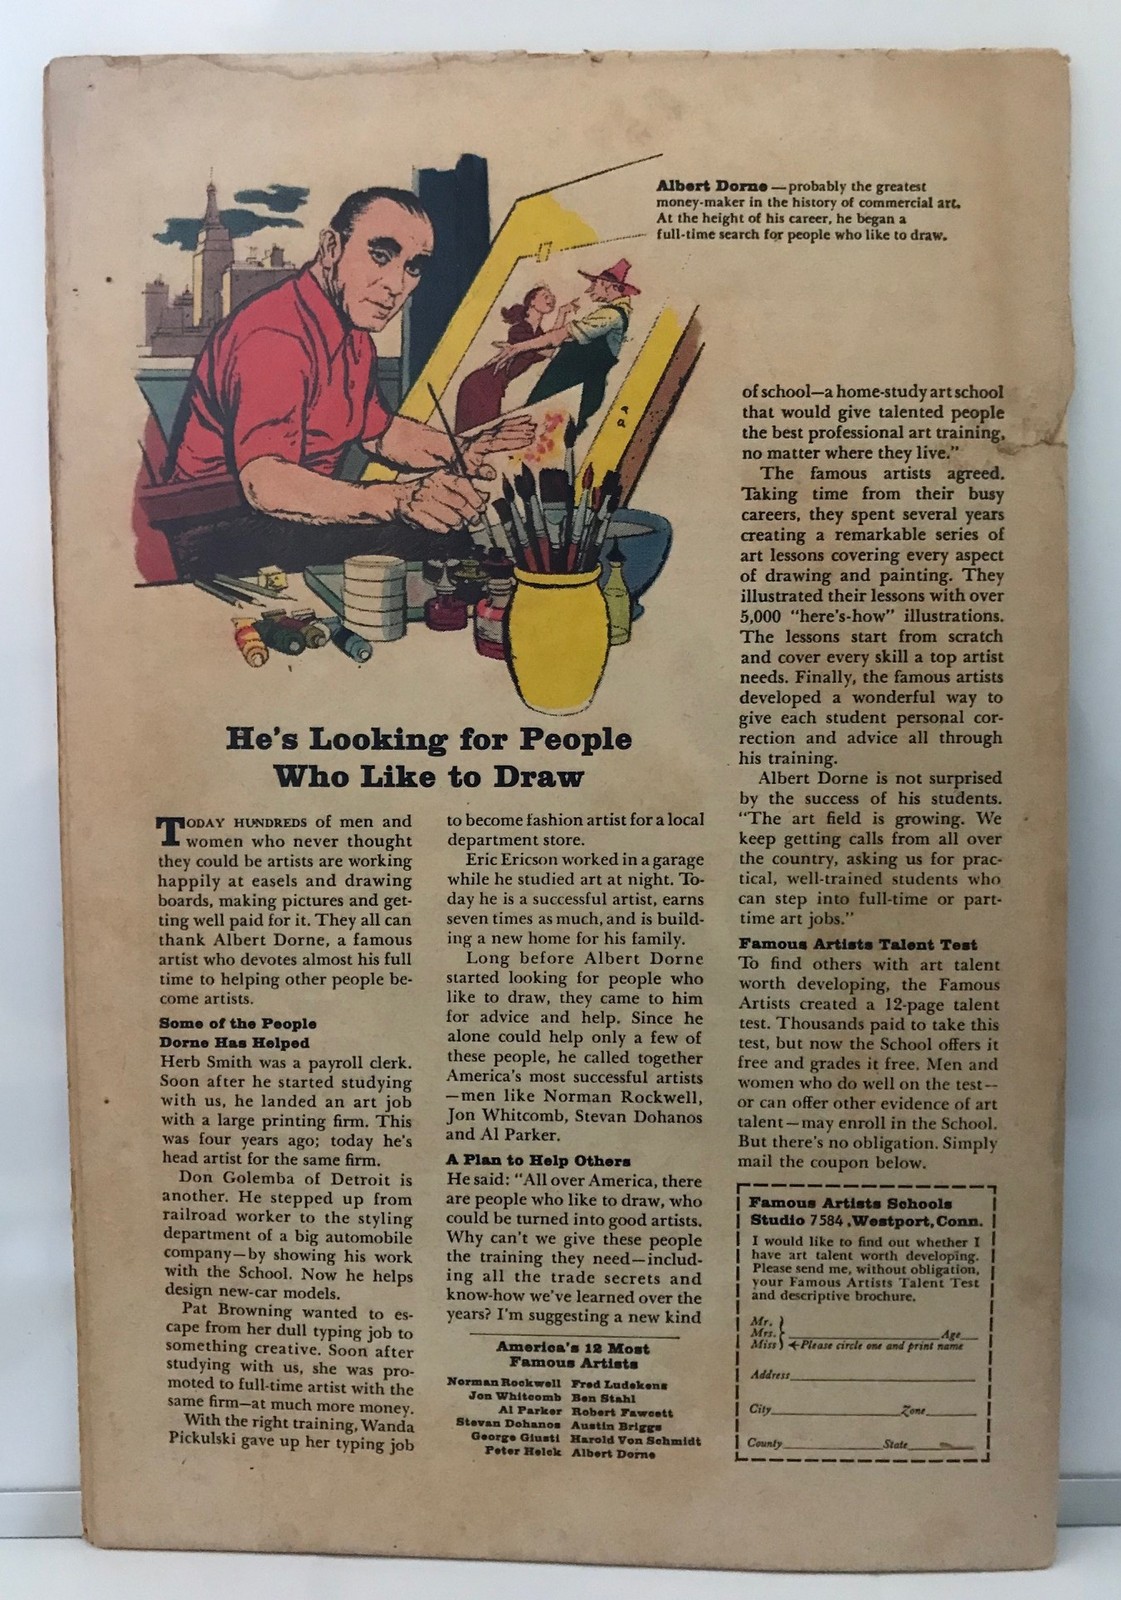 Albert Dorne — probably the greatest
money-maker in the history of commercial art.
At the height of his career, he began a
full-time search for people who like to draw.
He's Looking for People
Who Like to Draw
TODAY HUNDREDS of men and
women who never thought
they could be artists are working
happily at easels and drawing
boards, making pictures and get-
ting well paid for it. They all can
thank Albert Dorne, a famous
artist who devotes almost his full
time to helping other people be-
come artists.
Some of the People
Dorne Has Helped
Herb Smith was a payroll clerk.
Soon after he started studying
with us, he landed an art job
with a large printing firm. This
was four years ago; today he's
head artist for the same firm.
Don Golemba of Detroit is
another. He stepped up from
railroad worker to the styling
department of a big automobile
company—by showing his work
with the School. Now he helps
design new-car models.
Pat Browning wanted to es-
cape from her dull typing job to
something creative. Soon after
studying with us, she was pro-
moted to full-time artist with the
same firm—at much more money.
With the right training, Wanda
Pickulski gave up her typing job
to become fashion artist for a local
department store.
Eric Ericson worked in a garage
while he studied art at night. To-
day he is a successful artist, earns
seven times as much, and is build-
ing a new home for his family.
Long before Albert Dorne
started looking for people who
like to draw, they came to him
for advice and help. Since he
alone could help only a few of
these people, he called together
America's most successful artists
—men like Norman Rockwell,
Jon Whitcomb, Stevan Dohanos
and Al Parker.
A Plan to Help Others
He said: "All over America, there
are people who like to draw, who
could be turned into good artists.
Why can't we give these people
the training they need—includ-
ing all the trade secrets and
know-how we've learned over the
years? I'm suggesting a new kind
America's 12 Most
Famous Artists
Norman Rockwell Fred Ludekens
Jon Whitcomb Ben Stahl
Al Parker Robert Fawcett
Stevan Dohanos Austin Briggs
George Giusti Harold Von Schmidt
Peter Helck Albert Dorne
of school—a home-study art school
that would give talented people
the best professional art training,
no matter where they live."
The famous artists agreed.
Taking time from their busy
careers, they spent several years
creating a remarkable series of
art lessons covering every aspect
of drawing and painting. They
illustrated their lessons with over
5,000 "here's-how" illustrations.
The lessons start from scratch
and cover every skill a top artist
needs. Finally, the famous artists
developed a wonderful way to
give each student personal cor-
rection and advice all through
his training.
Albert Dorne is not surprised
by the success of his students.
"The art field is growing. We
keep getting calls from all over
the country, asking us for prac-
tical, well-trained students who
can step into full-time or part-
time art jobs."
Famous Artists Talent Test
To find others with art talent
worth developing, the Famous
Artists created a 12-page talent
test. Thousands paid to take this
test, but now the School offers it
free and grades it free. Men and
women who do well on the test—
or can offer other evidence of art
talent—may enroll in the School.
But there's no obligation. Simply
mail the coupon below.
Famous Artists Schools
Studio 7584, Westport, Conn.
I would like to find out whether I
have art talent worth developing.
Please send me, without obligation,
your Famous Artists Talent Test
and descriptive brochure.
Mr.
Mrs. Age
Miss ←Please circle one and print name
Address
City Zone
County State